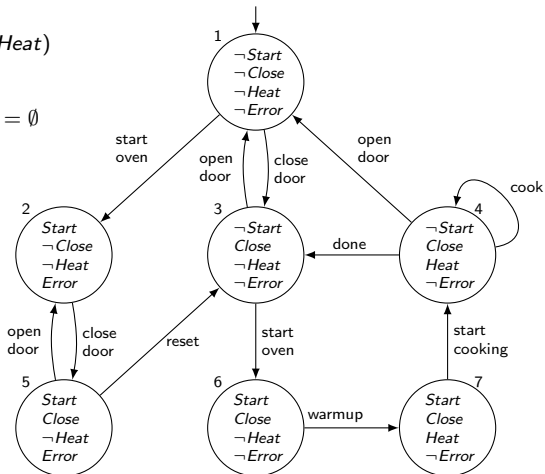 Heat)
= ∅
1
¬Start
¬Close
¬Heat
¬Error
start
oven
open
door
close
door
open
door
cook
2
Start
¬Close
¬Heat
Error
3
¬Start
Close
¬Heat
¬Error
done
4
¬Start
Close
Heat
¬Error
open
door
close
door
reset
start
oven
start
cooking
5
Start
Close
¬Heat
Error
6
Start
Close
¬Heat
¬Error
warmup
7
Start
Close
Heat
¬Error